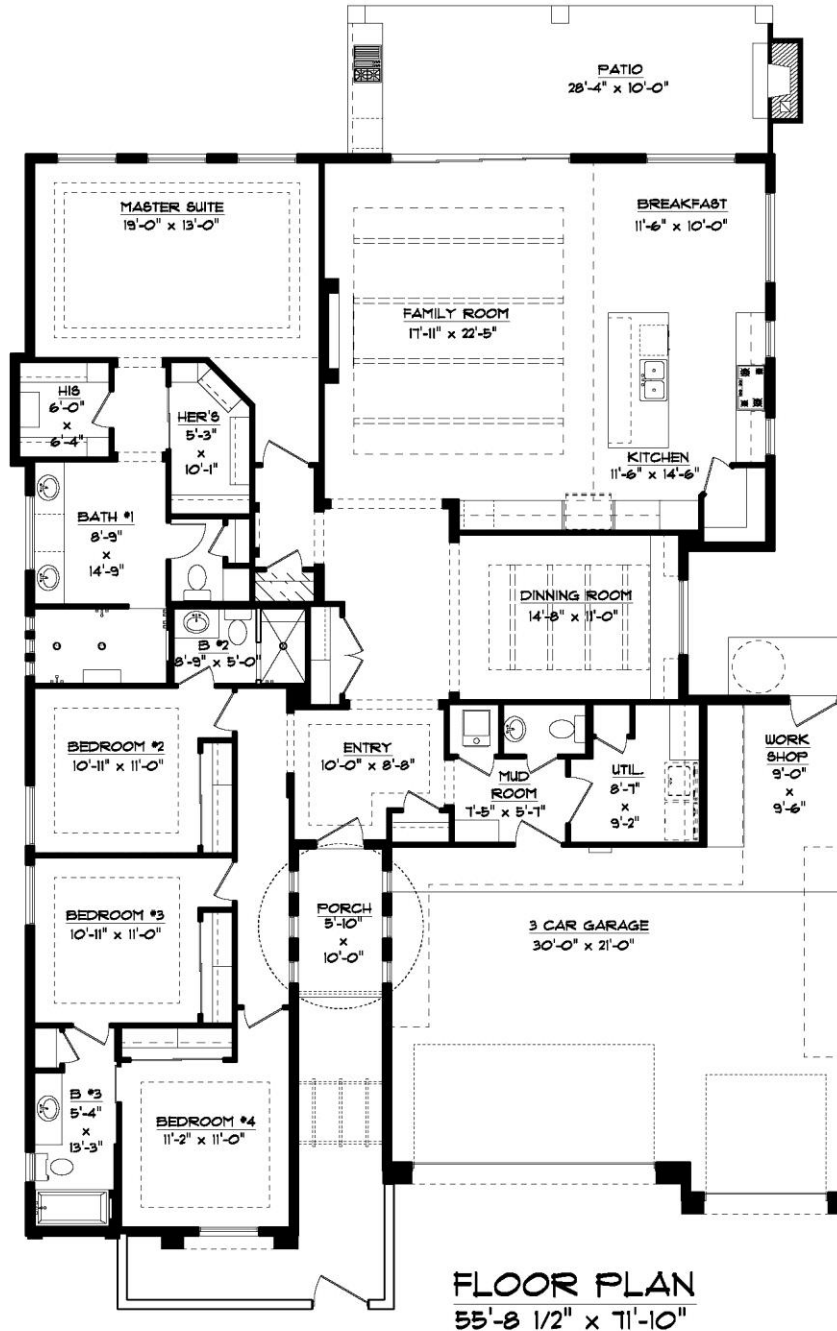 PATIO
28'-4" x 10'-0"
MASTER SUITE
19'-0" x 13'-0"
BREAKFAST
11'-6" x 10'-0"
FAMILY ROOM
17'-11" x 22'-5"
HIS
6'-0"
x
6'-4"
HER'S
5'-3"
x
10'-1"
KITCHEN
11'-6" x 14'-6"
BATH #1
8'-9"
x
14'-9"
DINNING ROOM
14'-8" x 11'-0"
B #2
8'-9" x 5'-0"
BEDROOM #2
10'-11" x 11'-0"
ENTRY
10'-0" x 8'-8"
MUD
ROOM
7'-5" x 5'-7"
UTIL.
8'-7"
x
9'-2"
WORK
SHOP
9'-0"
x
9'-6"
BEDROOM #3
10'-11" x 11'-0"
PORCH
5'-10"
x
10'-0"
3 CAR GARAGE
30'-0" x 21'-0"
B #3
5'-4"
x
13'-3"
BEDROOM #4
11'-2" x 11'-0"
FLOOR PLAN
55'-8 1/2" x 71'-10"